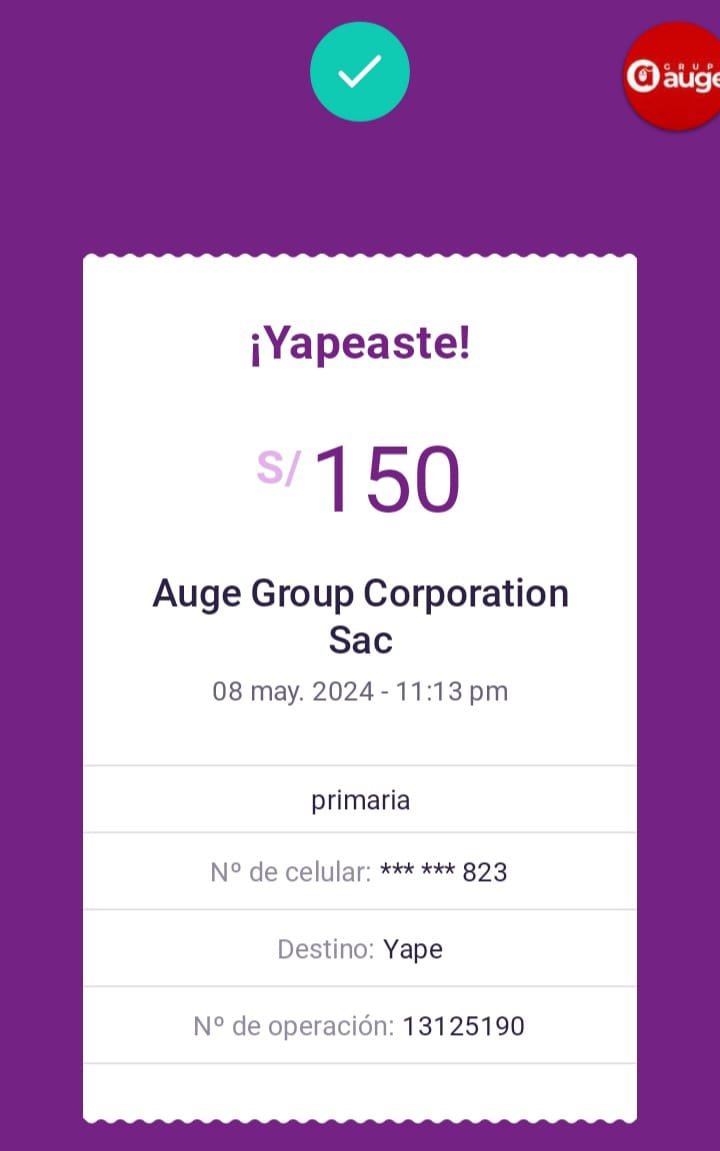 GRUP
auge
¡Yapeaste!
S/ 150
Auge Group Corporation
Sac
08 may. 2024 - 11:13 pm
primaria
Nº de celular: *** *** 823
Destino: Yape
Nº de operación: 13125190